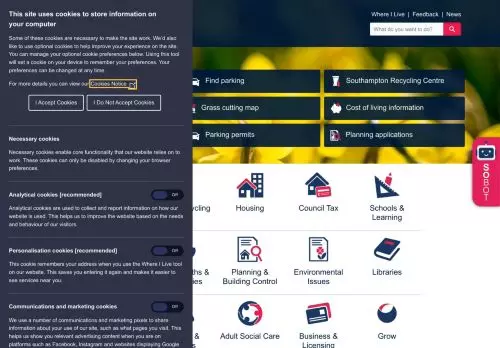 This site uses cookies to store information on
your computer
Some of these cookies are necessary to make the site work. We'd also
like to use optional cookies to help improve your experience on the site.
You can manage your optional cookie preferences below. Using this tool
will set a cookie on your device to remember your preferences. Your
preferences can be changed at any time.
For more details you can view our Cookies Notice
I Accept Cookies
I Do Not Accept Cookies
Necessary cookies
Necessary cookies enable core functionality that our website relies on to
work. These cookies can only be disabled by changing your browser
preferences.
Analytical cookies [recommended]
Off
Analytical cookies are used to collect and report information on how our
website is used. This helps us to improve the website based on the needs
and behaviour of our visitors.
Personalisation cookies [recommended]
Off
This cookie remembers your address when you use the Where I Live tool
on our website. This saves you entering it again and makes it easier to
see services near you.
Communications and marketing cookies
Off
We use a number of communications and marketing pixels to share
information about your use of our site, such as what pages you visit. This
helps us show you relevant advertising content when you are on
platforms such as Facebook, Instagram and websites displaying Google
Where I Live | Feedback | News
What do you want to do?
Find parking
Southampton Recycling Centre
Grass cutting map
Cost of living information
Parking permits
Planning applications
SOBOT
ycling
Housing
Council Tax
Schools &
Learning
hs &
es
Planning &
Building Control
Environmental
Issues
Libraries
&
s
Adult Social Care
Business &
Licensing
Grow